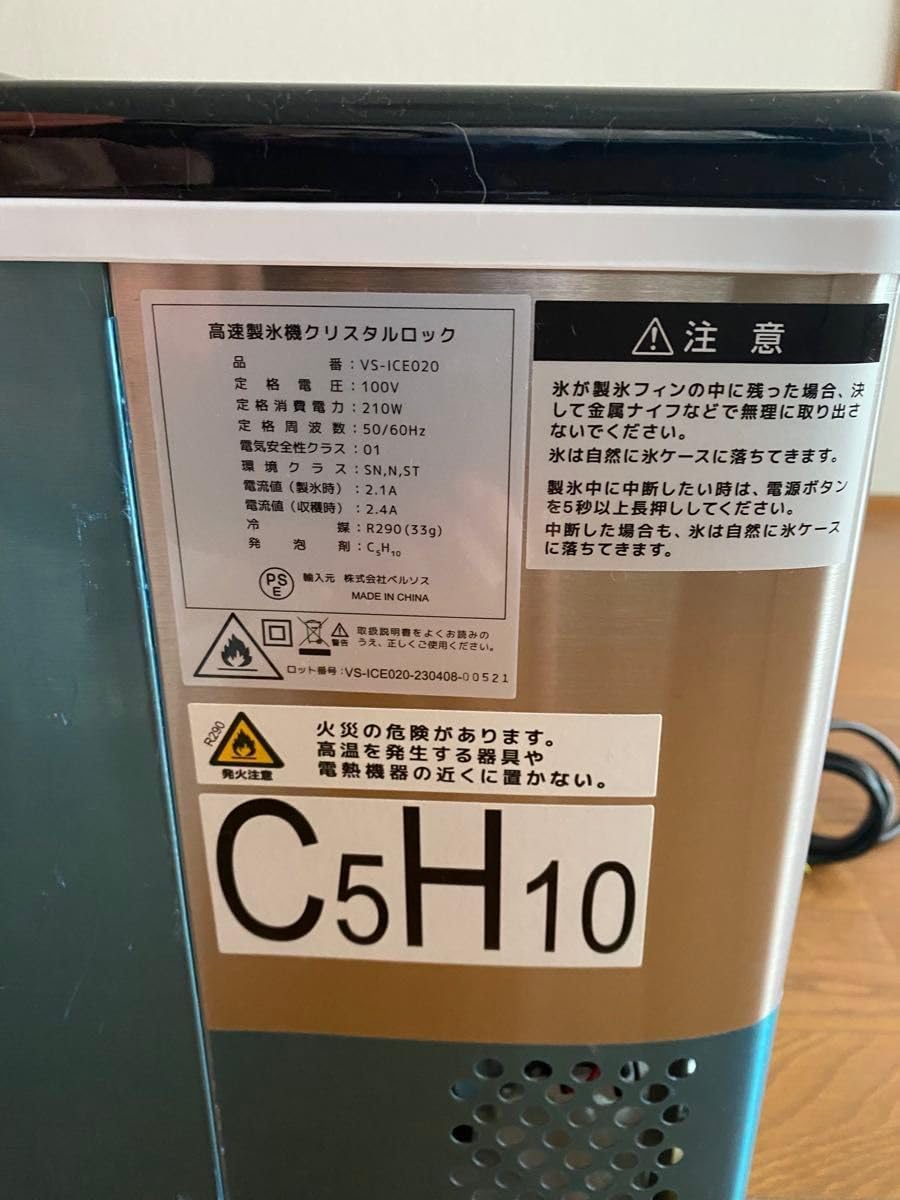 高速製氷機クリスタルロック
品番：VS-ICE020
定格電圧：100V
定格消費電力：210W
定格周波数：50/60Hz
電気安全性クラス：01
環境クラス：SN,N,ST
電流値（製氷時）：2.1A
電流値（収穫時）：2.4A
冷媒：R290(33g)
発泡剤：C₅H₁₀
PS
E
輸入元 株式会社ベルソス
MADE IN CHINA
警告
取扱説明書をよくお読みの
うえ、正しくご使用ください。
ロット番号：VS-ICE020-230408-00521
注意
氷が製氷フィンの中に残った場合、決
して金属ナイフなどで無理に取り出さ
ないでください。
氷は自然に氷ケースに落ちてきます。
製氷中に中断したい時は、電源ボタン
を5秒以上長押ししてください。
中断した場合も、氷は自然に氷ケース
に落ちてきます。
R290
発火注意
火災の危険があります。
高温を発生する器具や
電熱機器の近くに置かない。
C5H10